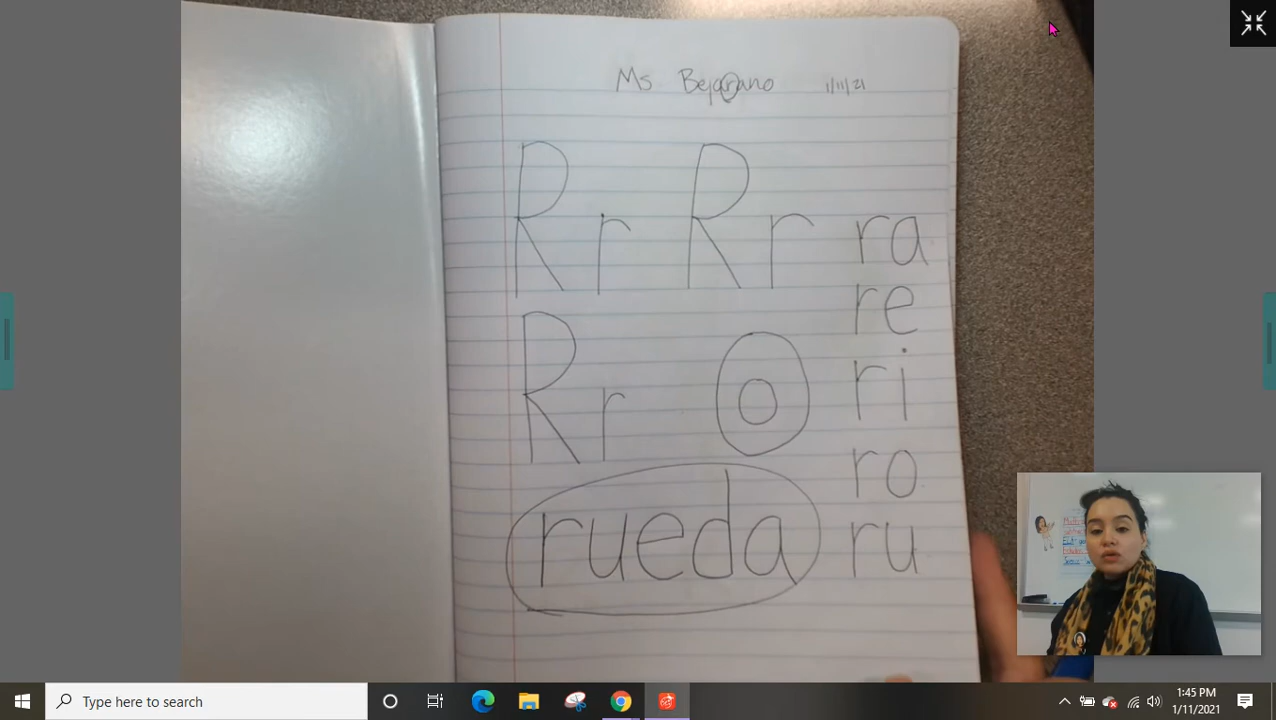 Ms Bejarano 1/11/21
Rr Rr ra
re
Rr ri
ro
rueda ru
Type here to search
1:45 PM
1/11/2021